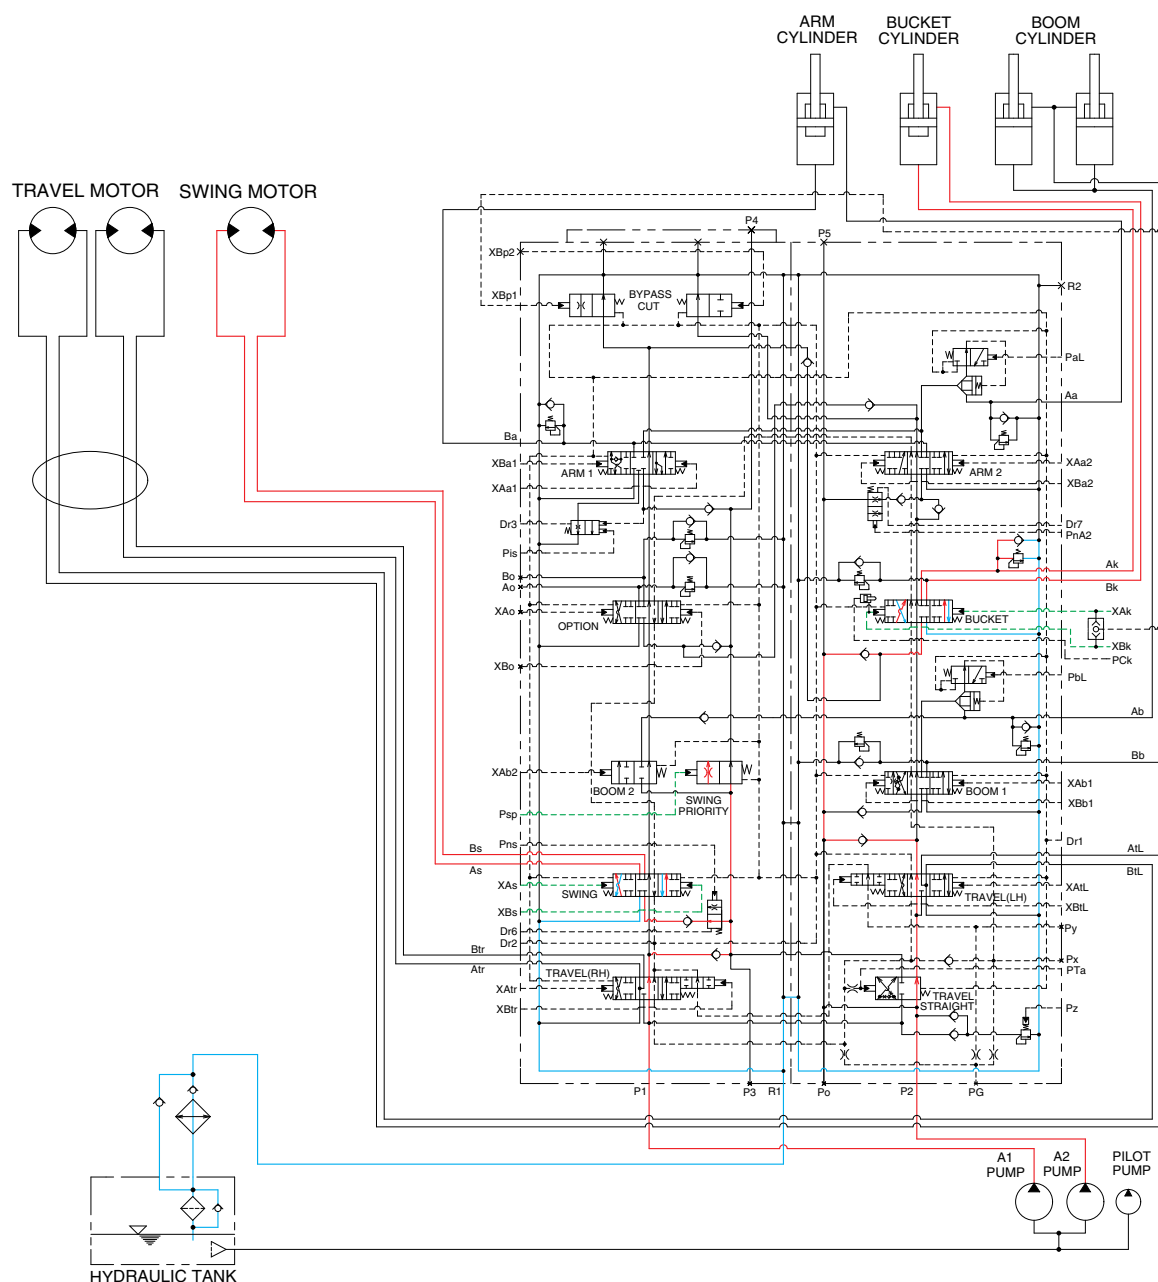 ARM
CYLINDER
BUCKET
CYLINDER
BOOM
CYLINDER
TRAVEL MOTOR
SWING MOTOR
P4
P5
XBp2
R2
XBp1
BYPASS
CUT
PaL
Aa
Ba
XBa1
ARM 1
ARM 2
XAa2
XAa1
XBa2
Dr3
Dr7
PnA2
Pis
Ak
Bo
Ao
Bk
XAo
OPTION
BUCKET
XAk
XBk
XBo
PCk
PbL
Ab
Bb
XAb2
BOOM 2
SWING
PRIORITY
BOOM 1
XAb1
XBb1
Psp
Pns
Dr1
Bs
AtL
As
BtL
XAs
SWING
TRAVEL(LH)
XAtL
XBs
XBtL
Dr6
Py
Dr2
Btr
Px
Atr
TRAVEL(RH)
PTa
XAtr
TRAVEL
STRAIGHT
XBtr
Pz
P1
P3
R1
Po
P2
PG
A1
PUMP
A2
PUMP
PILOT
PUMP
HYDRAULIC TANK